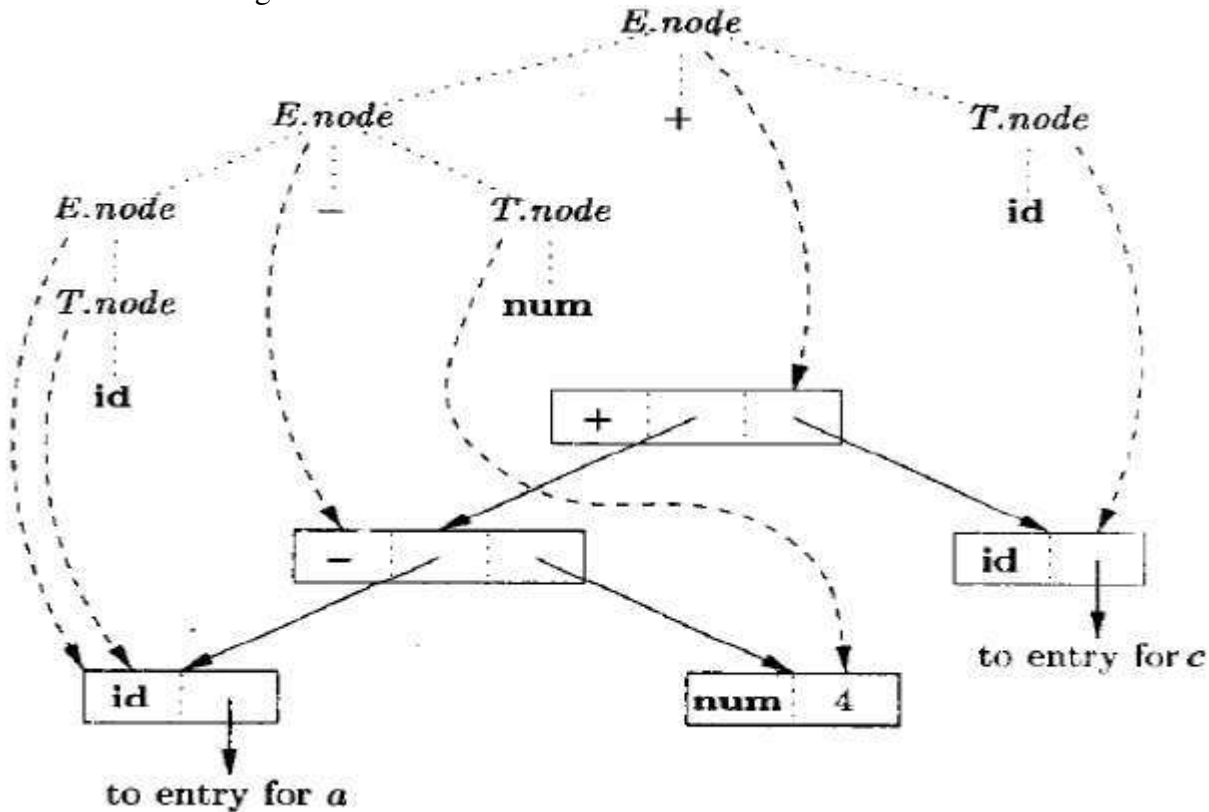 E.node
E.node + T.node
E.node − T.node id
T.node num
id
+
− id
to entry for c
id num 4
to entry for a